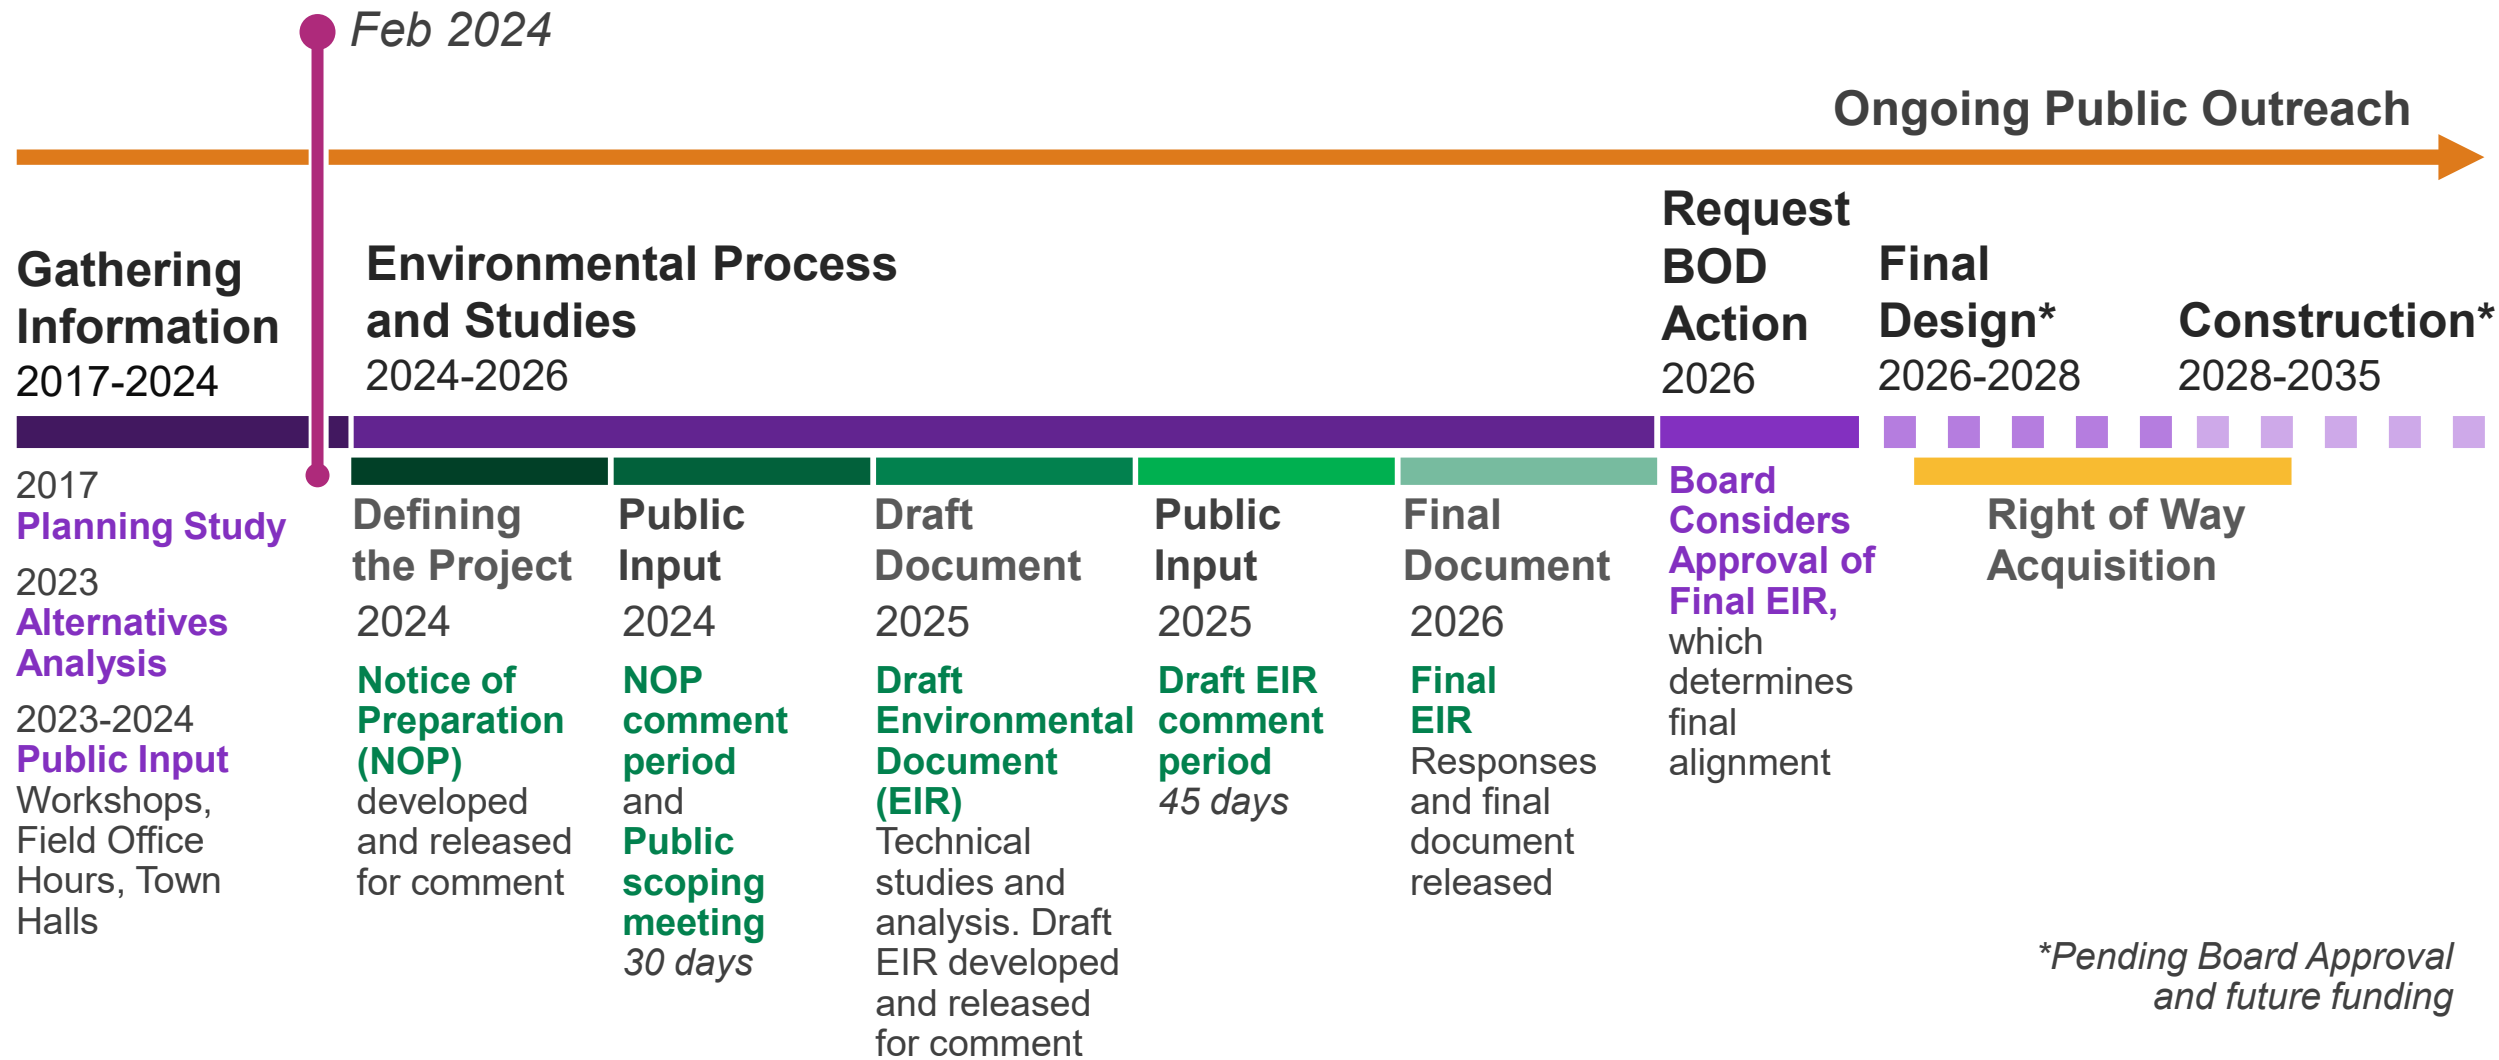 Feb 2024
Ongoing Public Outreach
Gathering
Information
2017-2024
Environmental Process
and Studies
2024-2026
Request
BOD
Action
2026
Final
Design*
2026-2028
Construction*
2028-2035
2017
Planning Study
2023
Alternatives
Analysis
2023-2024
Public Input
Workshops,
Field Office
Hours, Town
Halls
Defining
the Project
2024
Notice of
Preparation
(NOP)
developed
and released
for comment
Public
Input
2024
NOP
comment
period
and
Public
scoping
meeting
30 days
Draft
Document
2025
Draft
Environmental
Document
(EIR)
Technical
studies and
analysis. Draft
EIR developed
and released
for comment
Public
Input
2025
Draft EIR
comment
period
45 days
Final
Document
2026
Final
EIR
Responses
and final
document
released
Board
Considers
Approval of
Final EIR,
which
determines
final
alignment
Right of Way
Acquisition
*Pending Board Approval
and future funding